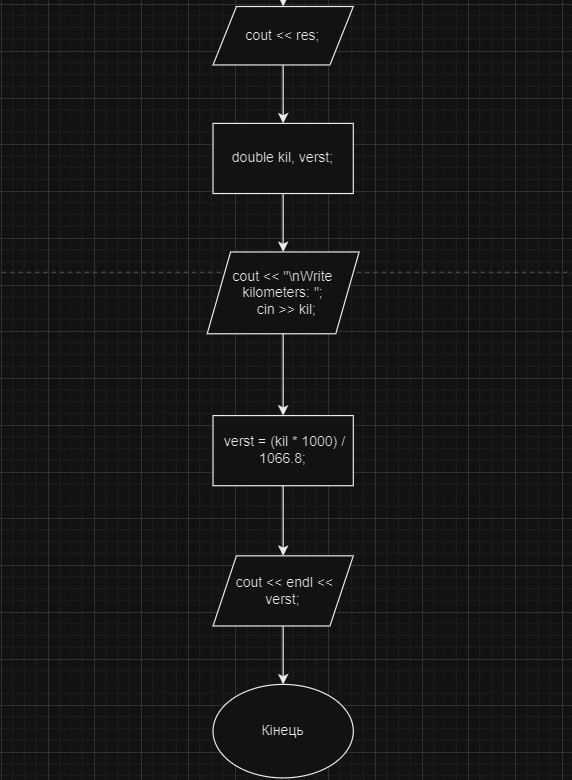 cout << res;
double kil, verst;
cout << "\nWrite
kilometers: ";
cin >> kil;
verst = (kil * 1000) /
1066.8;
cout << endl <<
verst;
Кінець